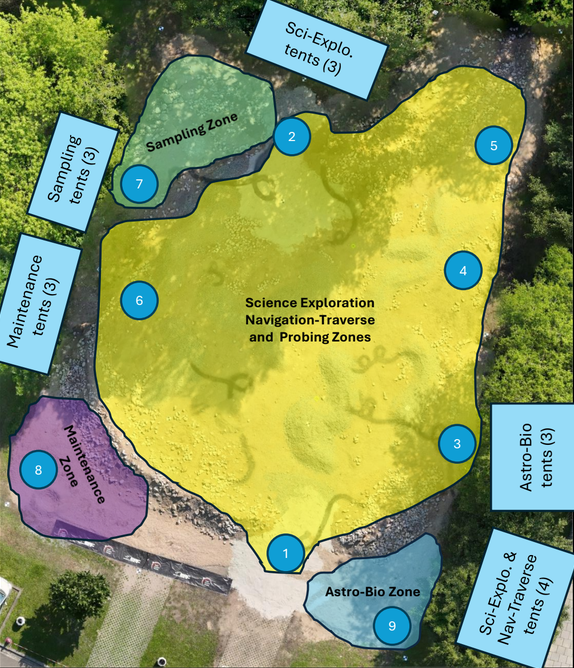 Sci-Explo.
tents (3)
Sampling Zone
2
5
Sampling
tents (3)
7
Maintenance
tents (3)
6
4
Science Exploration
Navigation-Traverse
and Probing Zones
Maintenance
Zone
8
3
Astro-Bio
tents (3)
1
Sci-Explo. &
Nav-Traverse
tents (4)
Astro-Bio Zone
9